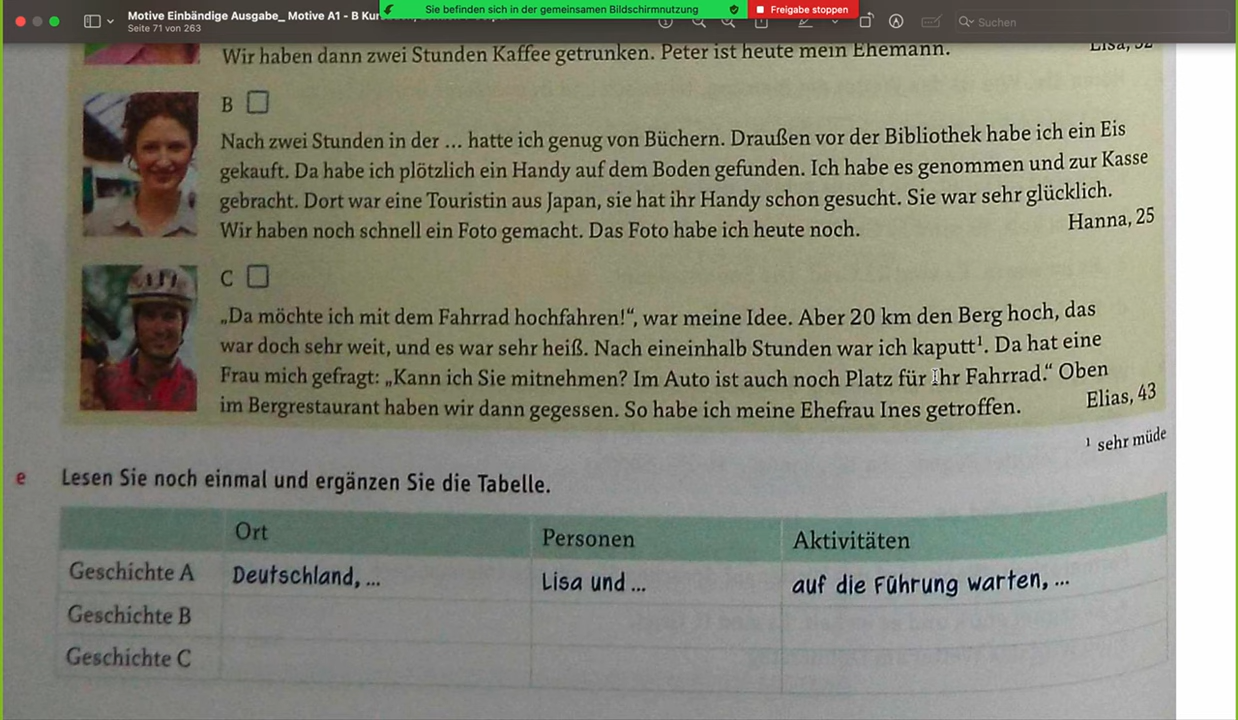 Motive Einbändige Ausgabe_ Motive A1 - B Kur
Seite 71 von 263
Sie befinden sich in der gemeinsamen Bildschirmnutzung
Freigabe stoppen
Suchen
Wir haben dann zwei Stunden Kaffee getrunken. Peter ist heute mein Ehemann.
Lisa, 32
B
Nach zwei Stunden in der ... hatte ich genug von Büchern. Draußen vor der Bibliothek habe ich ein Eis
gekauft. Da habe ich plötzlich ein Handy auf dem Boden gefunden. Ich habe es genommen und zur Kasse
gebracht. Dort war eine Touristin aus Japan, sie hat ihr Handy schon gesucht. Sie war sehr glücklich.
Wir haben noch schnell ein Foto gemacht. Das Foto habe ich heute noch.
Hanna, 25
C
„Da möchte ich mit dem Fahrrad hochfahren!“, war meine Idee. Aber 20 km den Berg hoch, das
war doch sehr weit, und es war sehr heiß. Nach eineinhalb Stunden war ich kaputt¹. Da hat eine
Frau mich gefragt: „Kann ich Sie mitnehmen? Im Auto ist auch noch Platz für Ihr Fahrrad.“ Oben
im Bergrestaurant haben wir dann gegessen. So habe ich meine Ehefrau Ines getroffen.
Elias, 43
¹ sehr müde
e Lesen Sie noch einmal und ergänzen Sie die Tabelle.
Ort Personen Aktivitäten
Geschichte A Deutschland, ... Lisa und ... auf die Führung warten, ...
Geschichte B
Geschichte C